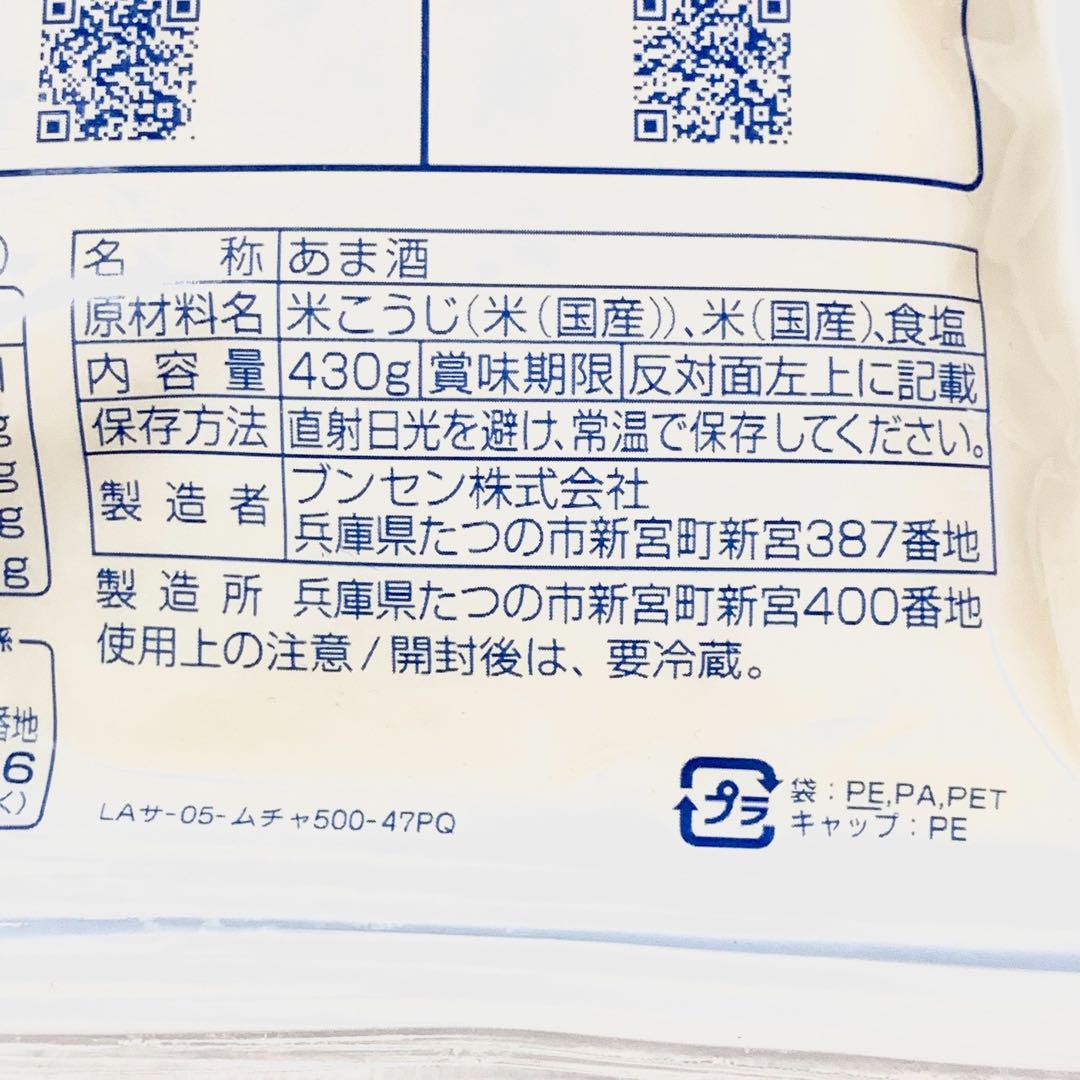 名称 あま酒
原材料名 米こうじ(米(国産))、米(国産)、食塩
内容量 430g 賞味期限 反対面左上に記載
保存方法 直射日光を避け、常温で保存してください。
製造者 ブンセン株式会社
兵庫県たつの市新宮町新宮387番地
製造所 兵庫県たつの市新宮町新宮400番地
使用上の注意/開封後は、要冷蔵。
g
g
g
g
番地
6
く)
LAサ-05-ムチャ500-47PQ
プラ
袋:PE,PA,PET
キャップ:PE